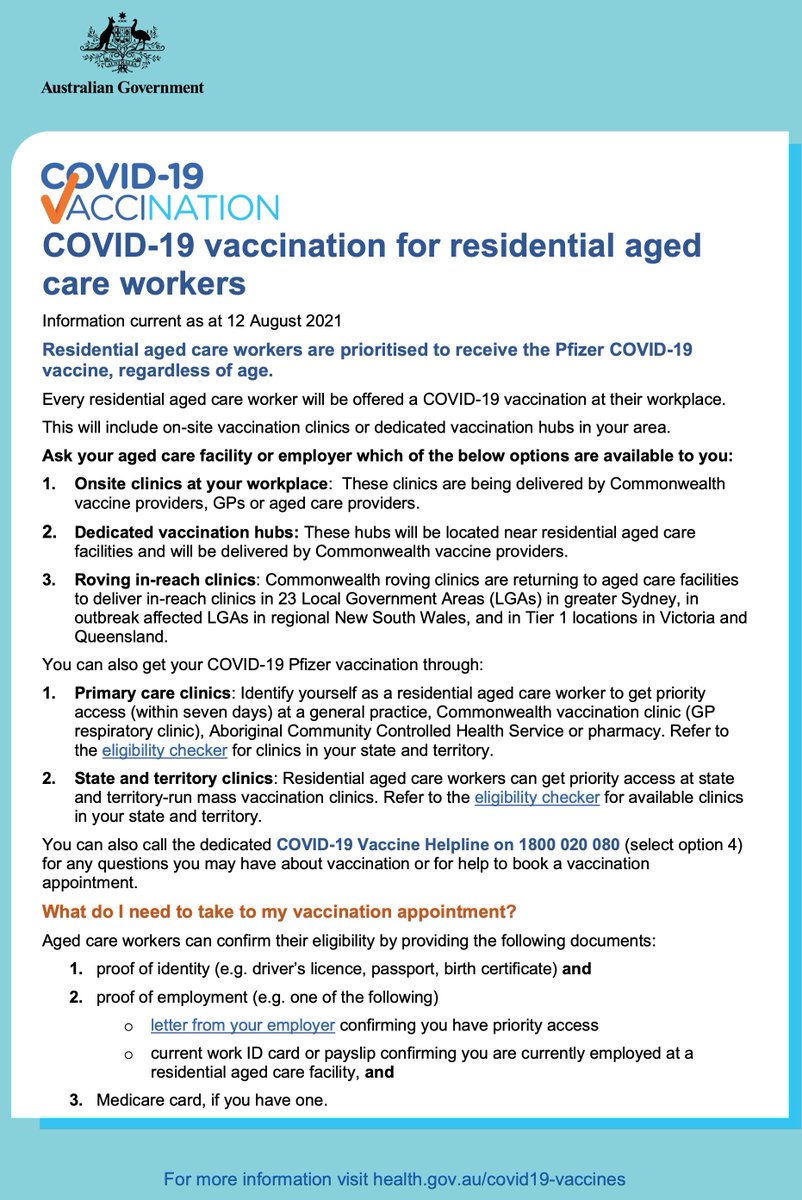 Australian Government
COVID-19
VACCINATION
COVID-19 vaccination for residential aged
care workers
Information current as at 12 August 2021
Residential aged care workers are prioritised to receive the Pfizer COVID-19
vaccine, regardless of age.
Every residential aged care worker will be offered a COVID-19 vaccination at their workplace.
This will include on-site vaccination clinics or dedicated vaccination hubs in your area.
Ask your aged care facility or employer which of the below options are available to you:
1. Onsite clinics at your workplace:  These clinics are being delivered by Commonwealth
vaccine providers, GPs or aged care providers.
2. Dedicated vaccination hubs: These hubs will be located near residential aged care
facilities and will be delivered by Commonwealth vaccine providers.
3. Roving in-reach clinics: Commonwealth roving clinics are returning to aged care facilities
to deliver in-reach clinics in 23 Local Government Areas (LGAs) in greater Sydney, in
outbreak affected LGAs in regional New South Wales, and in Tier 1 locations in Victoria and
Queensland.
You can also get your COVID-19 Pfizer vaccination through:
1. Primary care clinics: Identify yourself as a residential aged care worker to get priority
access (within seven days) at a general practice, Commonwealth vaccination clinic (GP
respiratory clinic), Aboriginal Community Controlled Health Service or pharmacy. Refer to
the eligibility checker for clinics in your state and territory.
2. State and territory clinics: Residential aged care workers can get priority access at state
and territory-run mass vaccination clinics. Refer to the eligibility checker for available clinics
in your state and territory.
You can also call the dedicated COVID-19 Vaccine Helpline on 1800 020 080 (select option 4)
for any questions you may have about vaccination or for help to book a vaccination
appointment.
What do I need to take to my vaccination appointment?
Aged care workers can confirm their eligibility by providing the following documents:
1. proof of identity (e.g. driver's licence, passport, birth certificate) and
2. proof of employment (e.g. one of the following)
o letter from your employer confirming you have priority access
o current work ID card or payslip confirming you are currently employed at a
residential aged care facility, and
3. Medicare card, if you have one.
For more information visit health.gov.au/covid19-vaccines